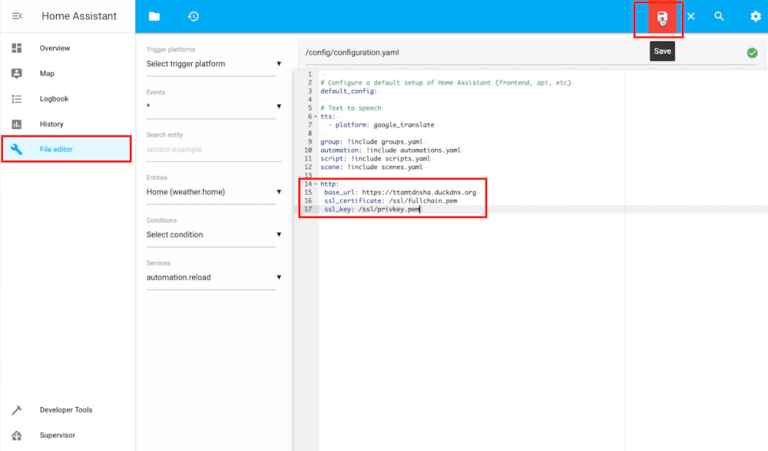 Home Assistant
Overview
Map
Logbook
History
File editor
Developer Tools
Supervisor
Trigger platforms
Select trigger platform
Events
*
Search entity
sensor.example
Entities
Home (weather.home)
Conditions
Select condition
Services
automation.reload
Save
/config/configuration.yaml
1
2 # Configure a default setup of Home Assistant (frontend, api, etc)
3 default_config:
4
5 # Text to speech
6 tts:
7 - platform: google_translate
8
9 group: !include groups.yaml
10 automation: !include automations.yaml
11 script: !include scripts.yaml
12 scene: !include scenes.yaml
13
14 http:
15 base_url: https://ttamtdnsha.duckdns.org
16 ssl_certificate: /ssl/fullchain.pem
17 ssl_key: /ssl/privkey.pem